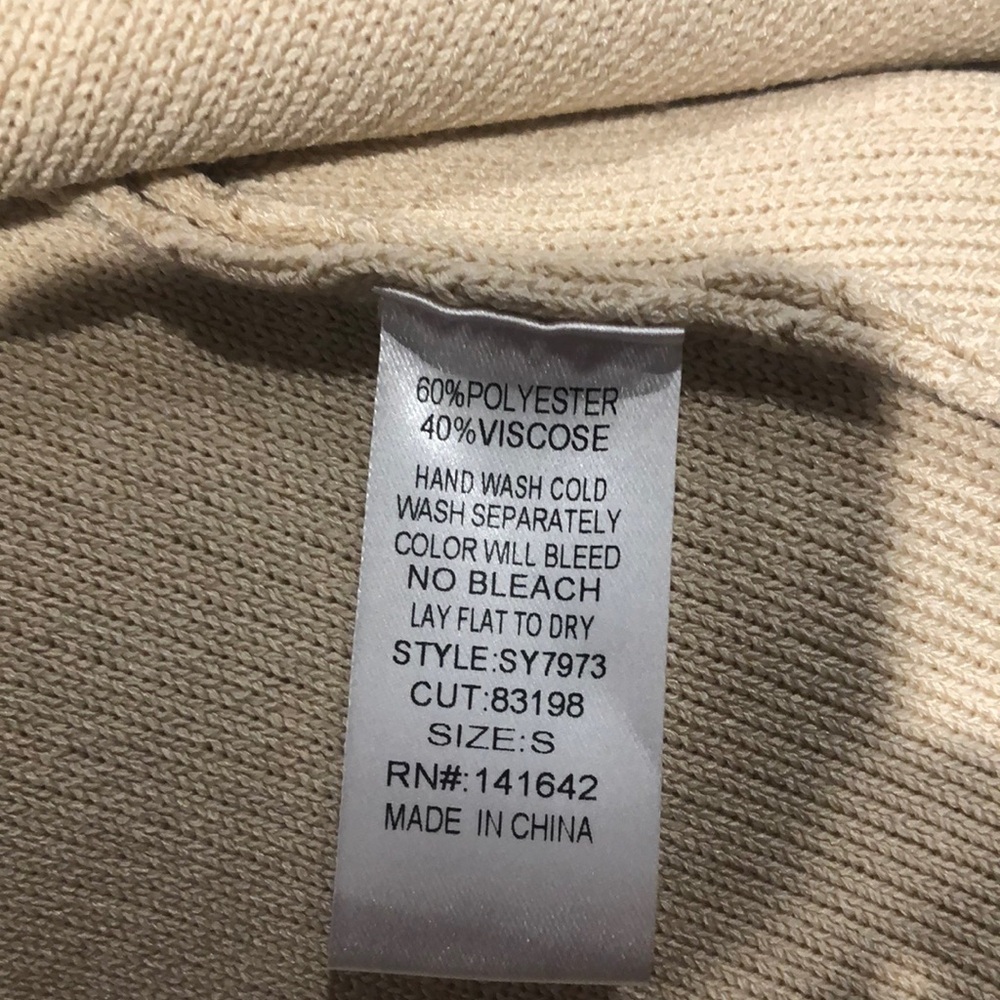 60%POLYESTER
40%VISCOSE
HAND WASH COLD
WASH SEPARATELY
COLOR WILL BLEED
NO BLEACH
LAY FLAT TO DRY
STYLE:SY7973
CUT:83198
SIZE:S
RN#:141642
MADE IN CHINA